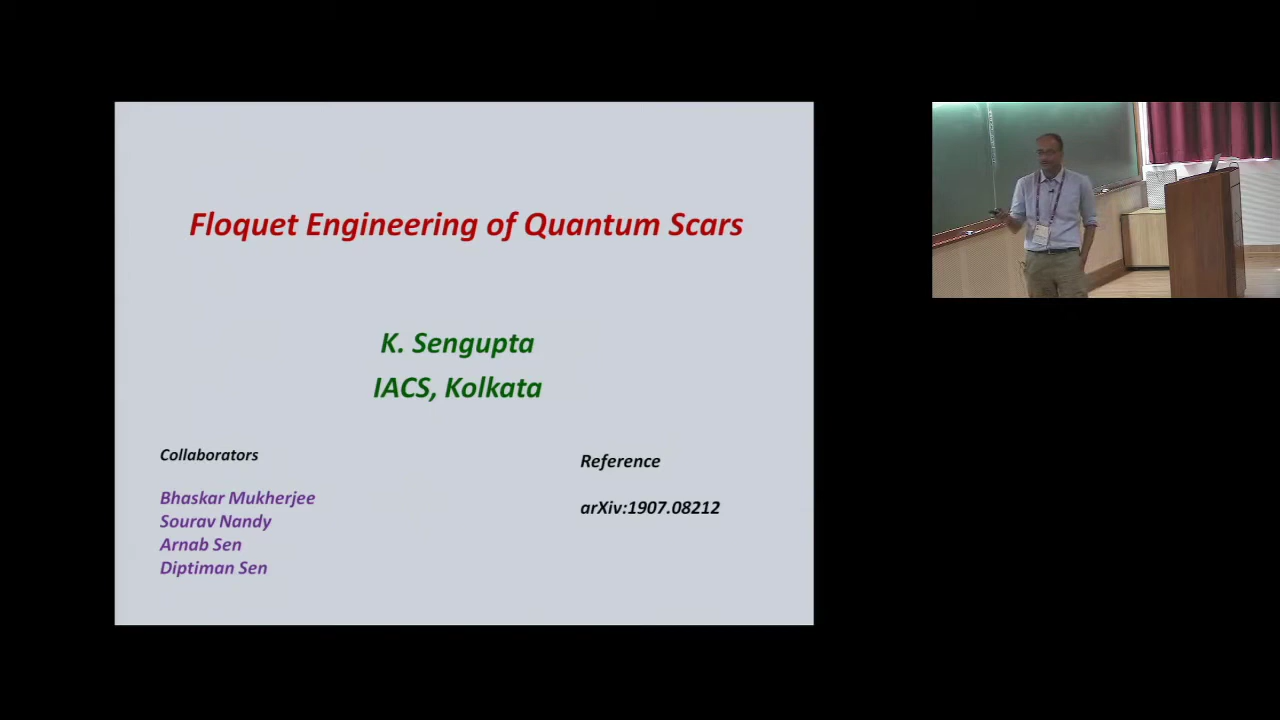 Floquet Engineering of Quantum Scars
K. Sengupta
IACS, Kolkata
Collaborators
Bhaskar Mukherjee
Sourav Nandy
Arnab Sen
Diptiman Sen
Reference
arXiv:1907.08212